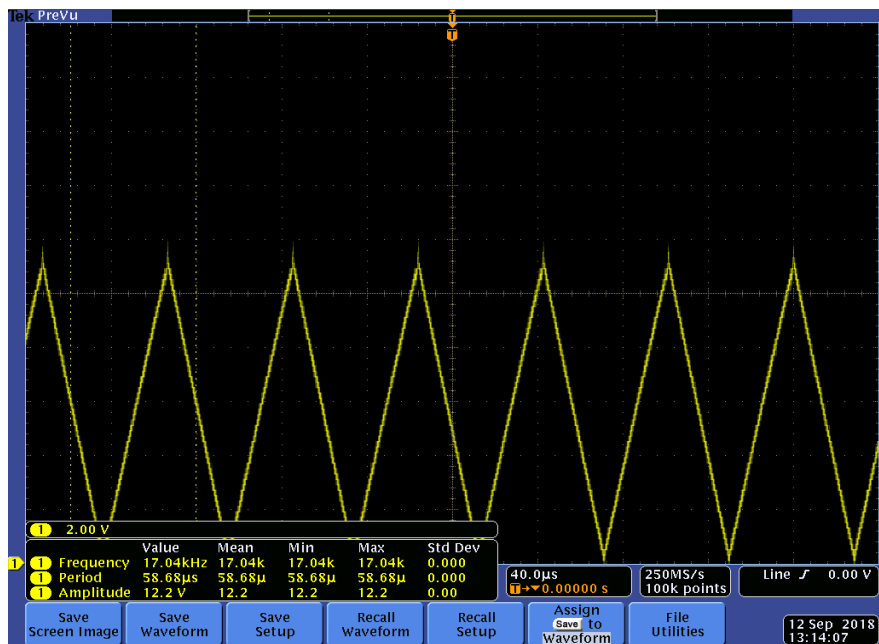 Tek PreVu
T
T
1 2.00 V
Value Mean Min Max Std Dev
1 Frequency 17.04kHz 17.04k 17.04k 17.04k 0.000
1 Period 58.68µs 58.68µ 58.68µ 58.68µ 0.000
1 Amplitude 12.2 V 12.2 12.2 12.2 0.00
1
40.0µs
T→▼0.00000 s
250MS/s
100k points
Line ƒ 0.00 V
Save
Screen Image
Save
Waveform
Save
Setup
Recall
Waveform
Recall
Setup
Assign
Save to
Waveform
File
Utilities
12 Sep 2018
13:14:07